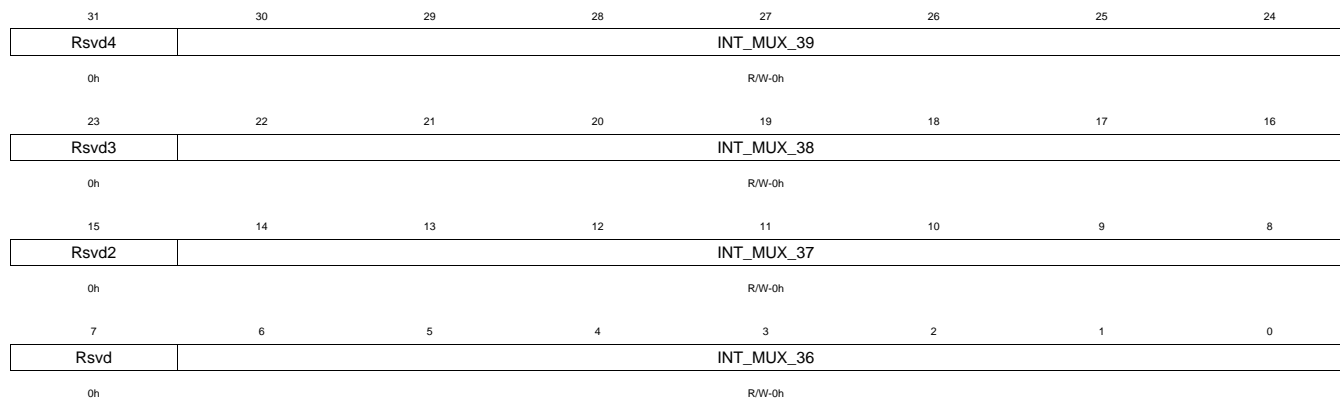 31 30 29 28 27 26 25 24
Rsvd4 INT_MUX_39
0h R/W-0h
23 22 21 20 19 18 17 16
Rsvd3 INT_MUX_38
0h R/W-0h
15 14 13 12 11 10 9 8
Rsvd2 INT_MUX_37
0h R/W-0h
7 6 5 4 3 2 1 0
Rsvd INT_MUX_36
0h R/W-0h